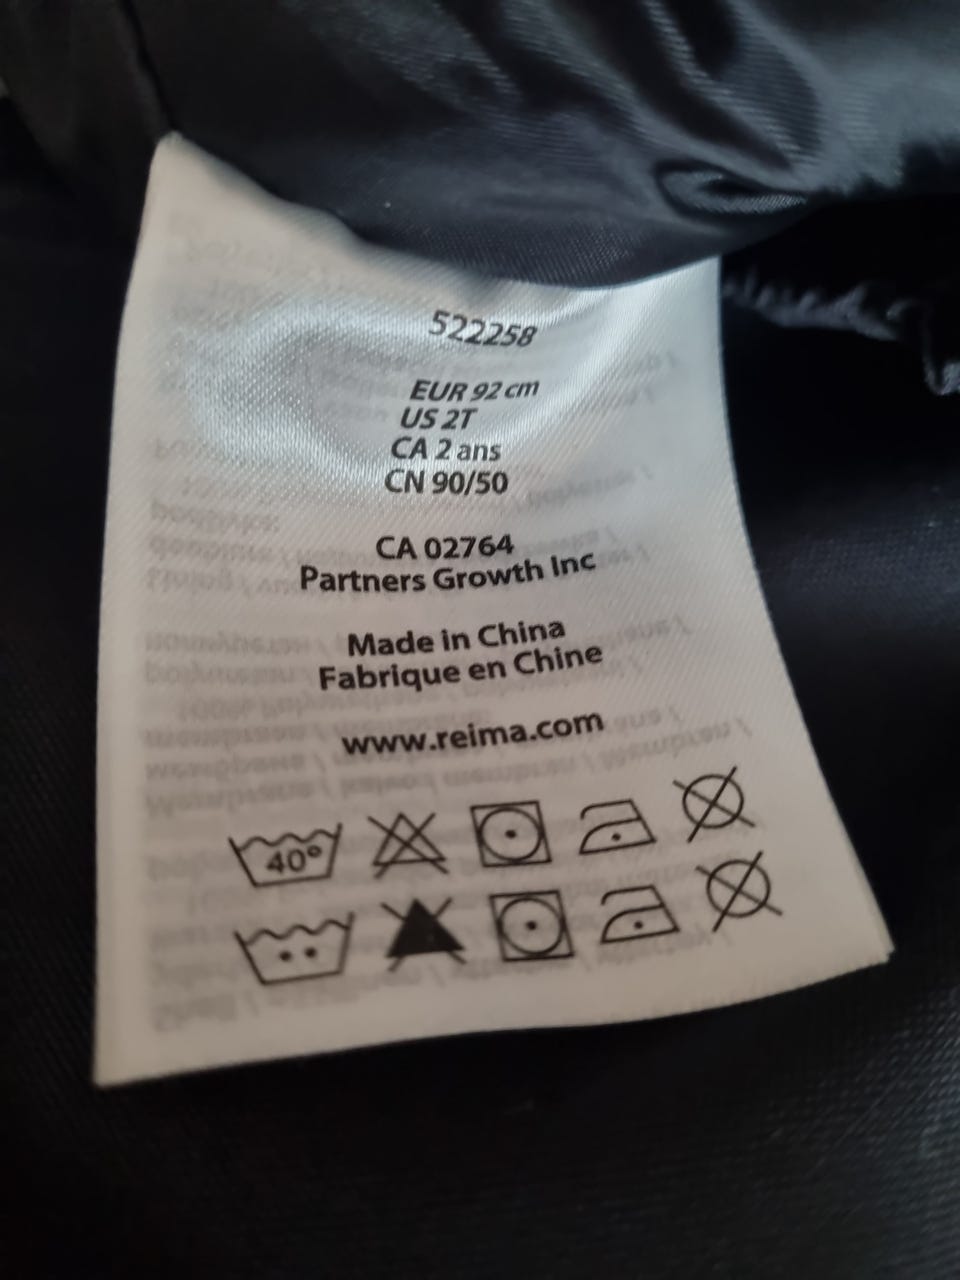 522258
EUR 92 cm
US 2T
CA 2 ans
CN 90/50
CA 02764
Partners Growth Inc
Made in China
Fabrique en Chine
www.reima.com
40°